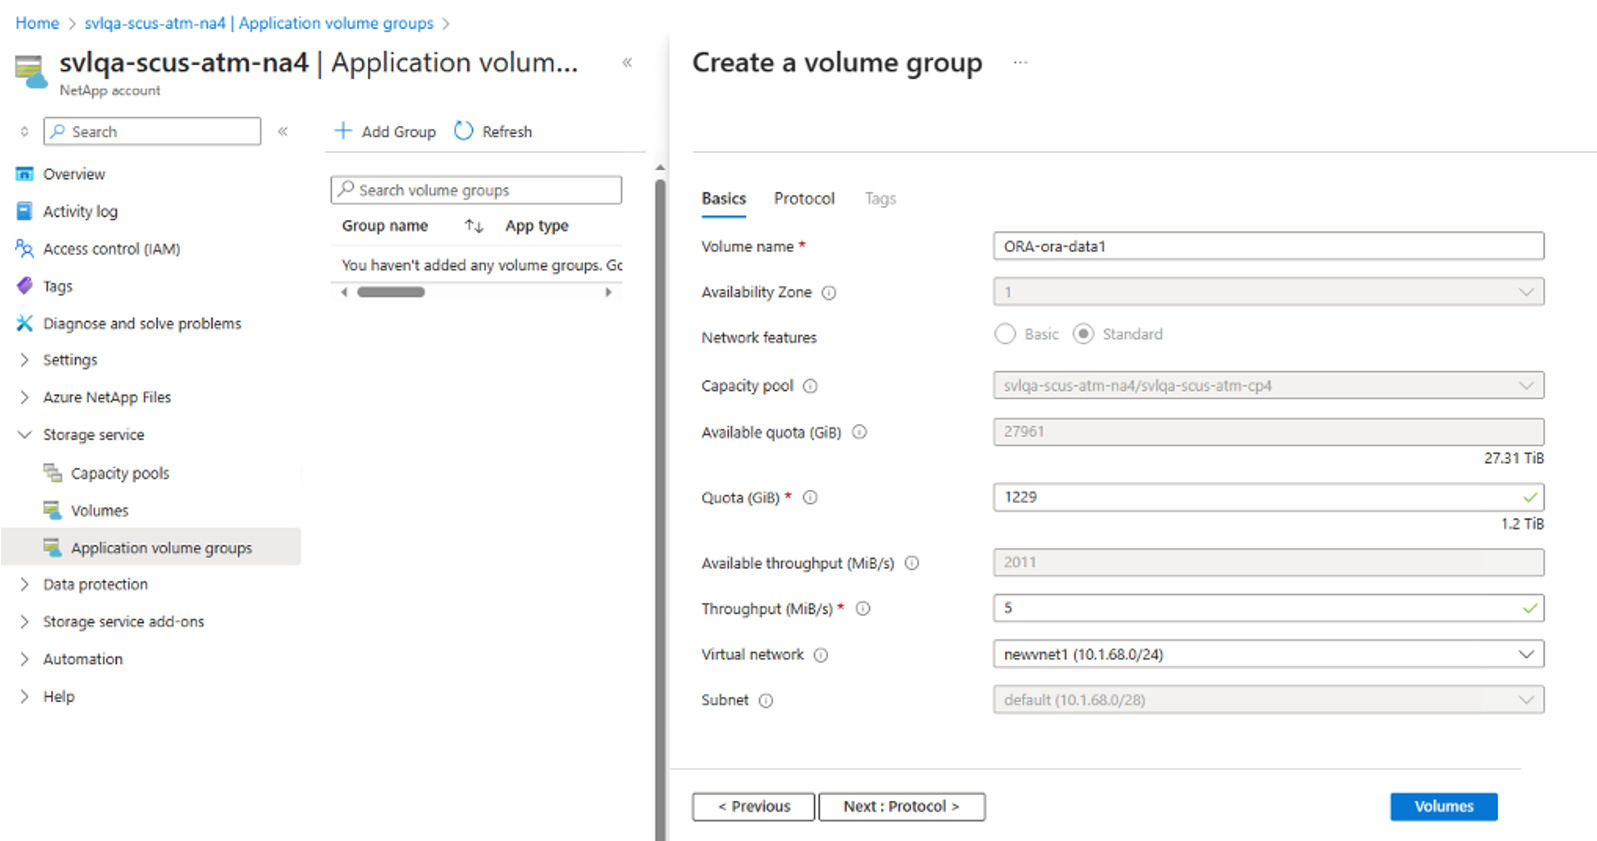 Home > svlqa-scus-atm-na4 | Application volume groups >
svlqa-scus-atm-na4 | Application volum...
NetApp account
Search
Overview
Activity log
Access control (IAM)
Tags
Diagnose and solve problems
Settings
Azure NetApp Files
Storage service
Capacity pools
Volumes
Application volume groups
Data protection
Storage service add-ons
Automation
Help
Add Group Refresh
Search volume groups
Group name App type
You haven't added any volume groups. Gc
Create a volume group ...
Basics Protocol Tags
Volume name * ORA-ora-data1
Availability Zone 1
Network features Basic Standard
Capacity pool svlqa-scus-atm-na4/svlqa-scus-atm-cp4
Available quota (GiB) 27961
27.31 TiB
Quota (GiB) * 1229
1.2 TiB
Available throughput (MiB/s) 2011
Throughput (MiB/s) * 5
Virtual network newvnet1 (10.1.68.0/24)
Subnet default (10.1.68.0/28)
< Previous Next : Protocol > Volumes